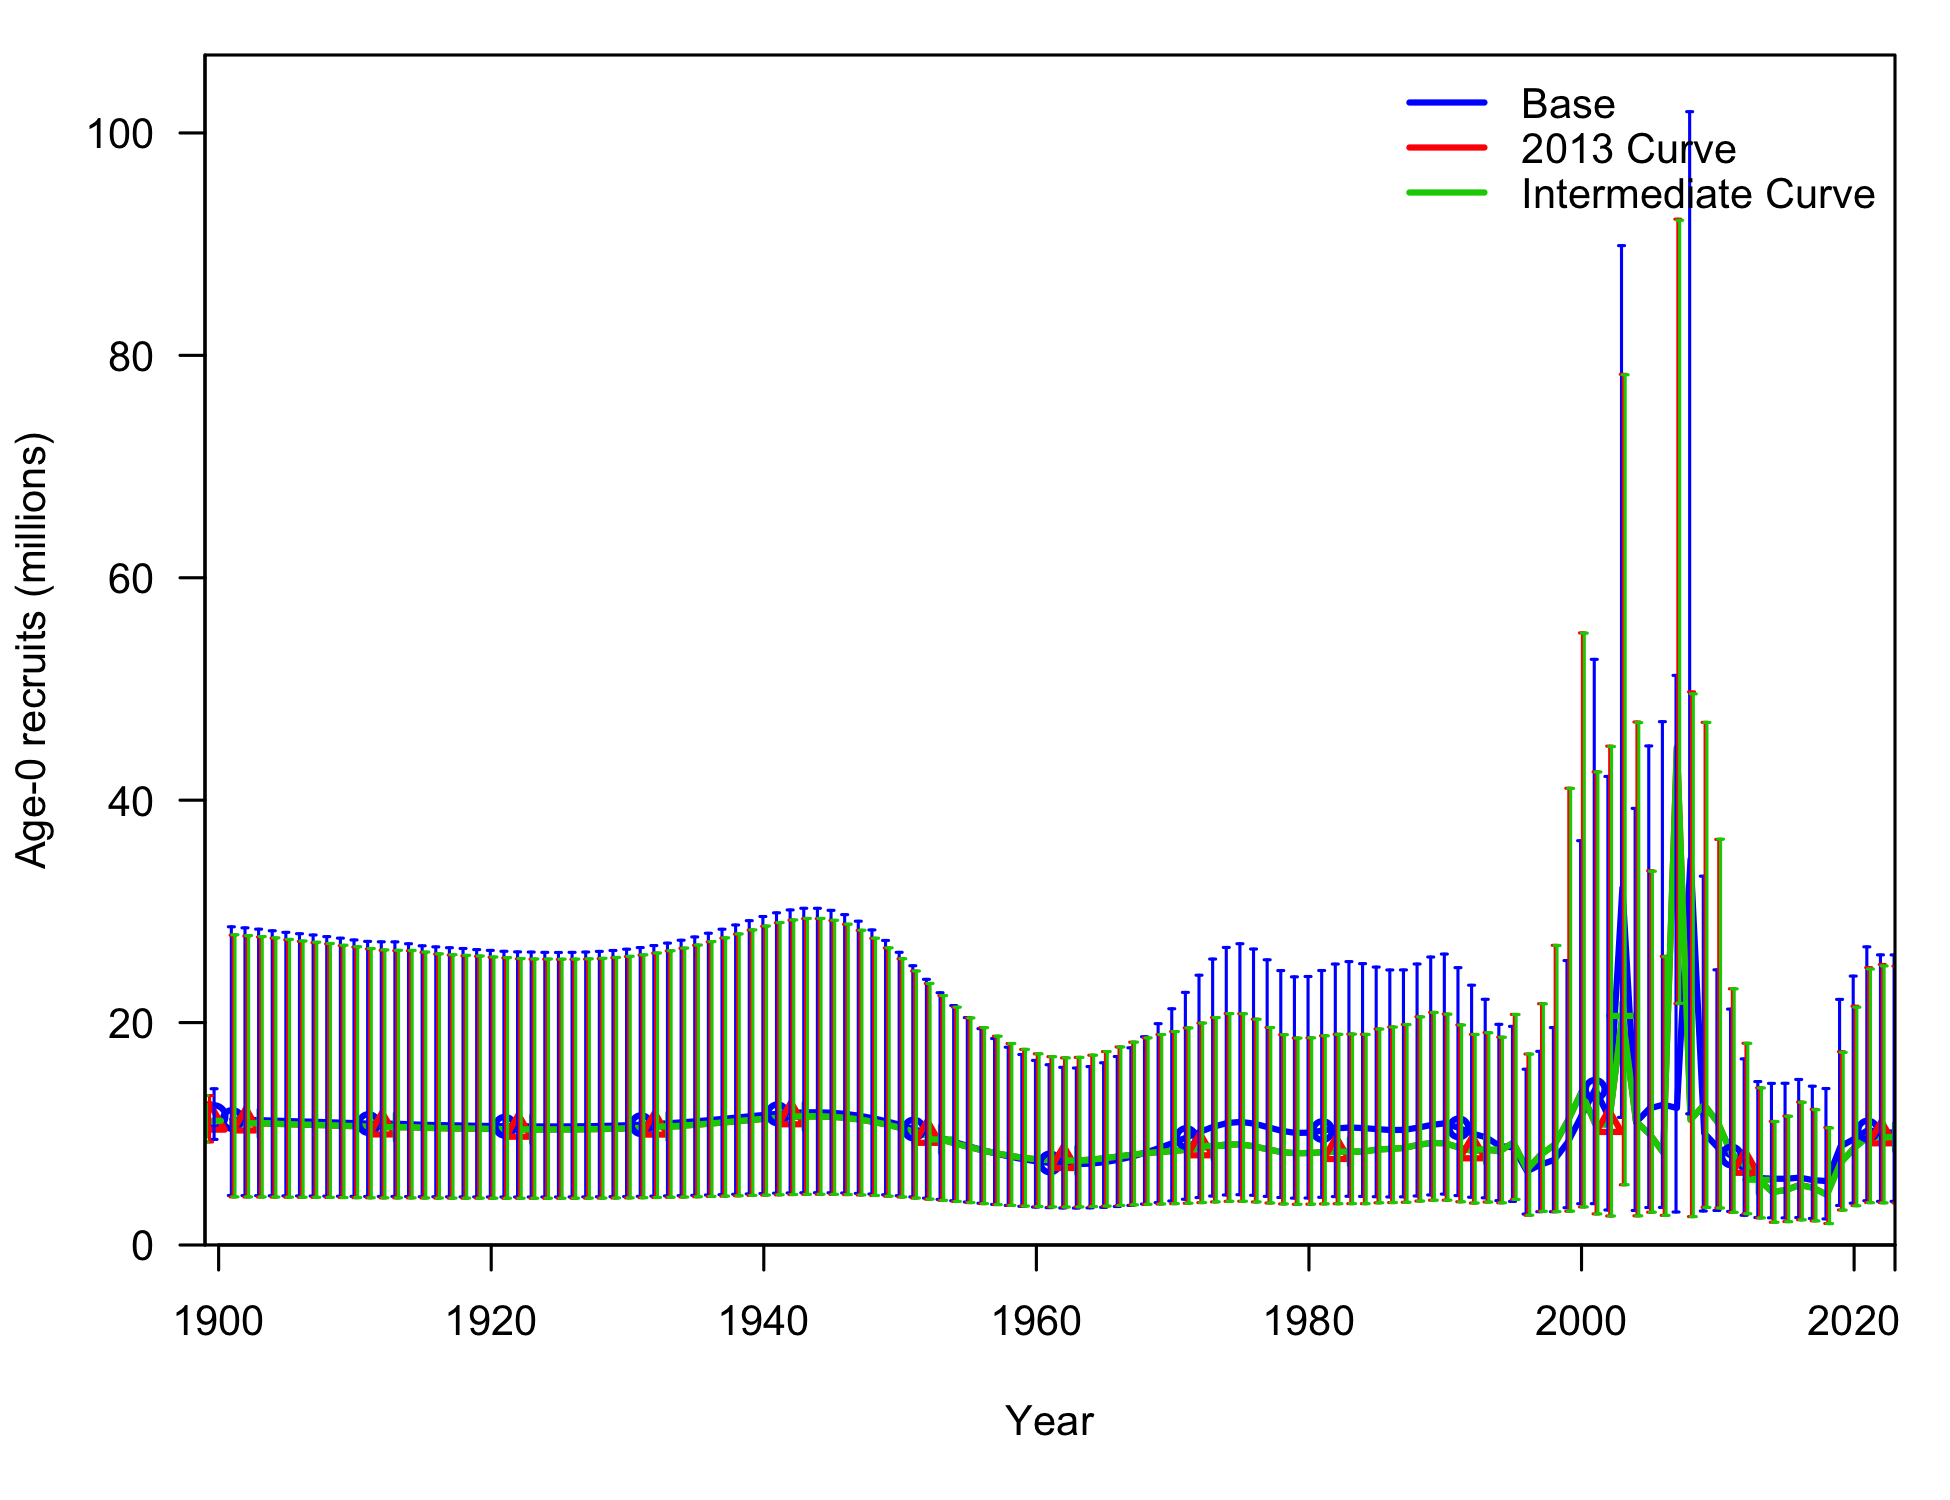 Base
2013 Curve
Intermediate Curve
100
80
60
40
20
0
Age-0 recruits (millions)
1900 1920 1940 1960 1980 2000 2020
Year